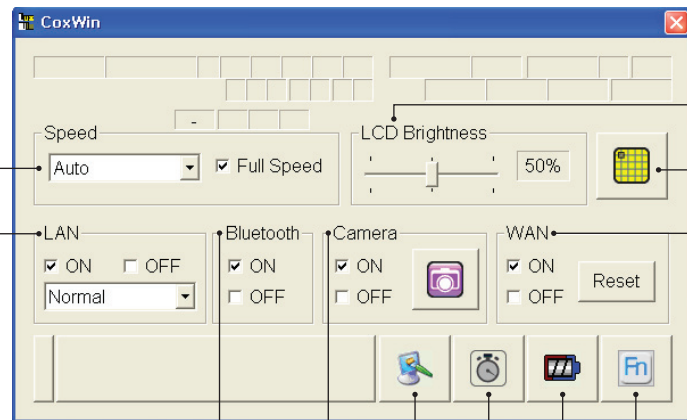 CoxWin
-
Speed
LCD Brightness
Auto
Full Speed
50%
LAN
Bluetooth
Camera
WAN
ON
OFF
ON
ON
ON
Reset
Normal
OFF
OFF
OFF
Fn